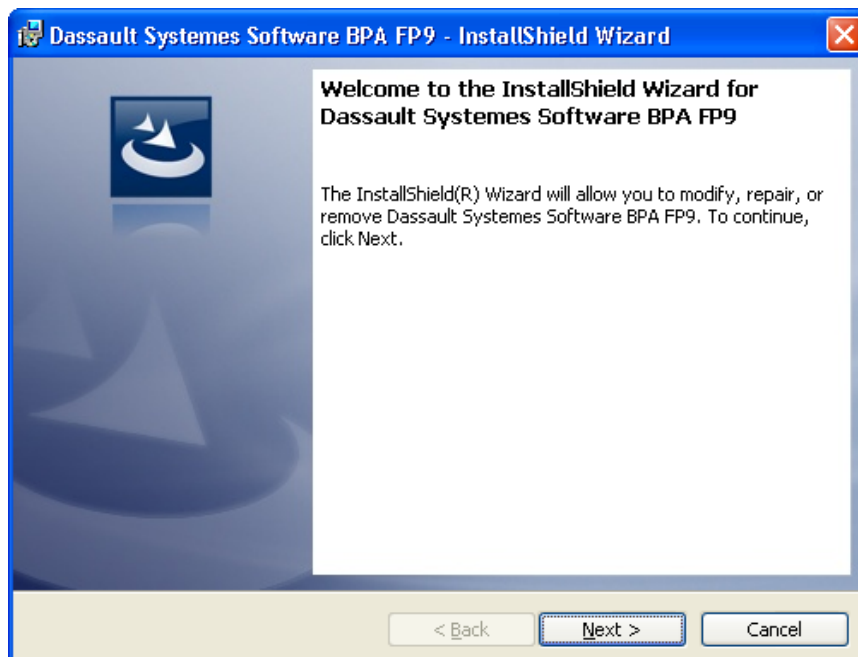 Dassault Systemes Software BPA FP9 - InstallShield Wizard
Welcome to the InstallShield Wizard for
Dassault Systemes Software BPA FP9
The InstallShield(R) Wizard will allow you to modify, repair, or
remove Dassault Systemes Software BPA FP9. To continue,
click Next.
< Back
Next >
Cancel